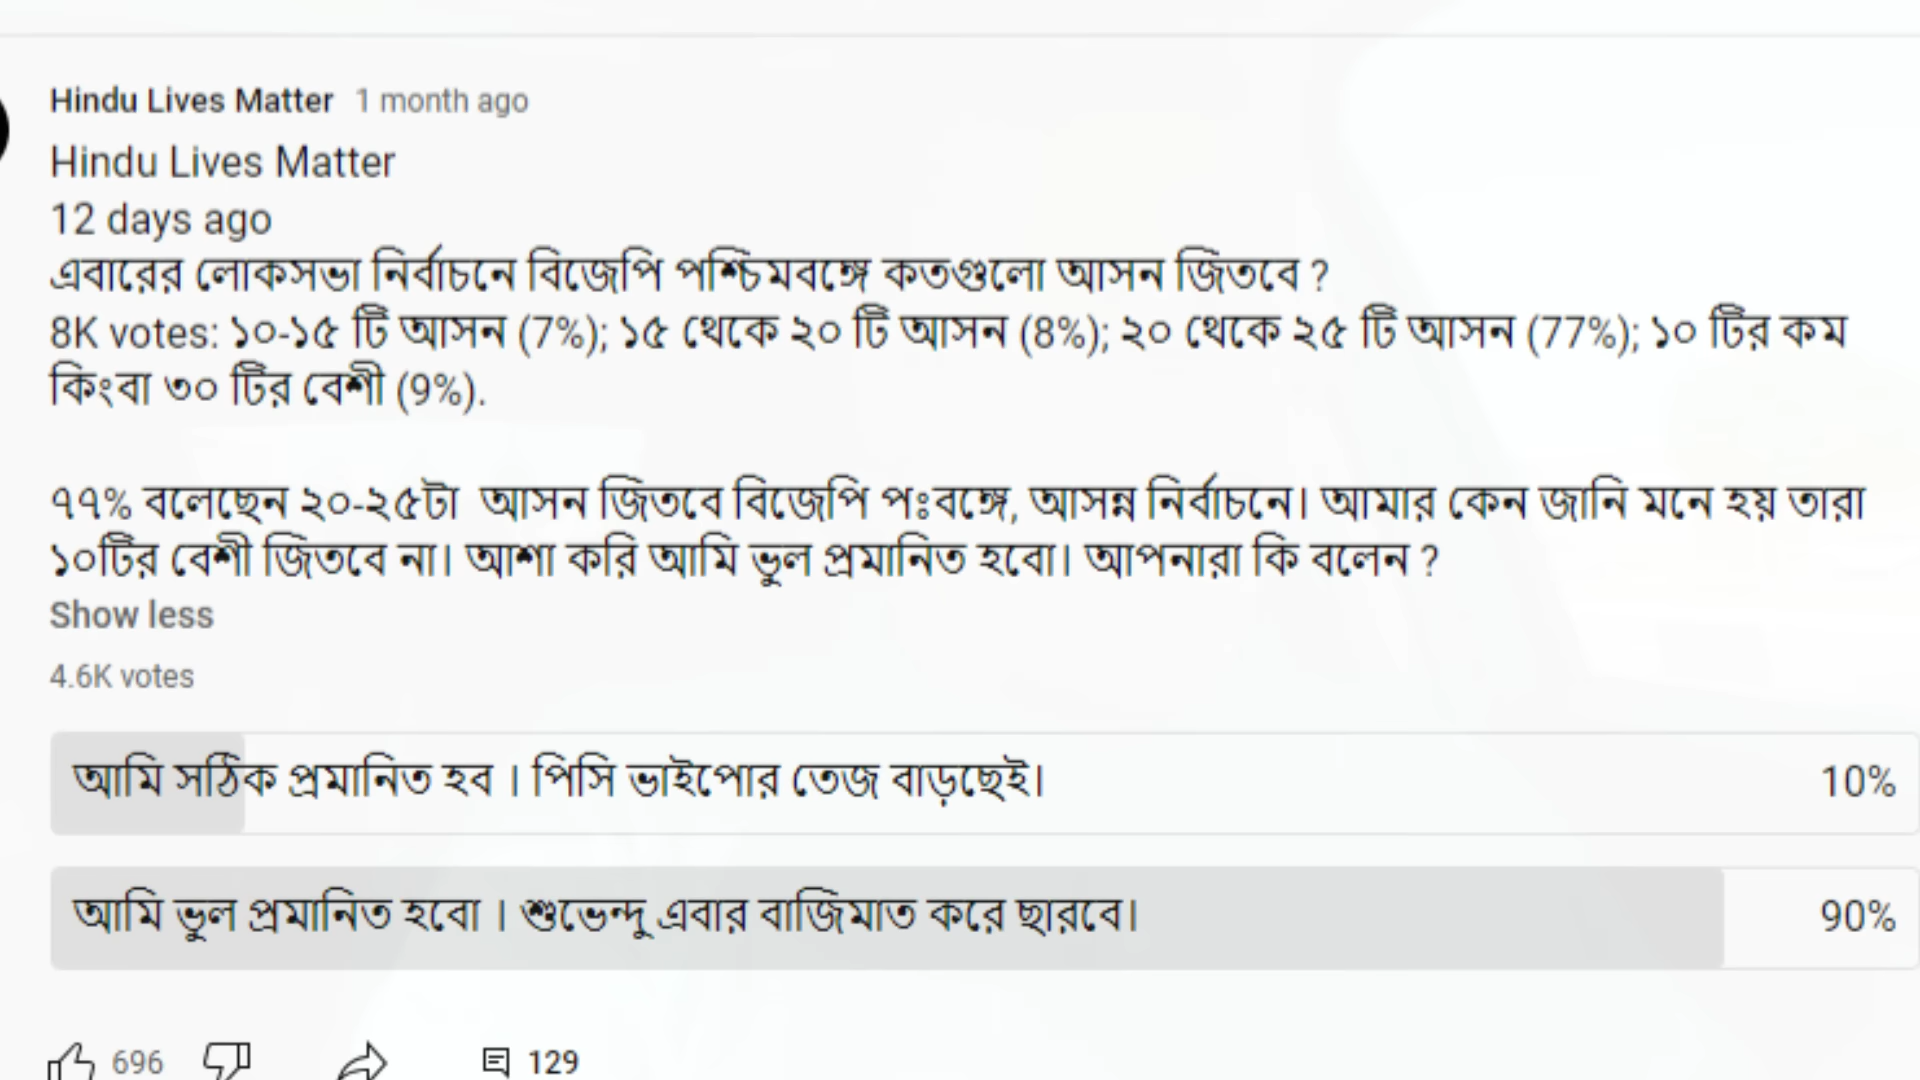 Hindu Lives Matter 1 month ago
Hindu Lives Matter
12 days ago
এবারের লোকসভা নির্বাচনে বিজেপি পশ্চিমবঙ্গে কতগুলো আসন জিতবে ?
8K votes: ১০-১৫ টি আসন (7%); ১৫ থেকে ২০ টি আসন (8%); ২০ থেকে ২৫ টি আসন (77%); ১০ টির কম
কিংবা ৩০ টির বেশী (9%).
৭৭% বলেছেন ২০-২৫টা আসন জিতবে বিজেপি পঃবঙ্গে, আসন্ন নির্বাচনে। আমার কেন জানি মনে হয় তারা
১০টির বেশী জিতবে না। আশা করি আমি ভুল প্রমানিত হবো। আপনারা কি বলেন ?
Show less
4.6K votes
আমি সঠিক প্রমানিত হব । পিসি ভাইপোর তেজ বাড়ছেই। 10%
আমি ভুল প্রমানিত হবো । শুভেন্দু এবার বাজিমাত করে ছারবে। 90%
696 129